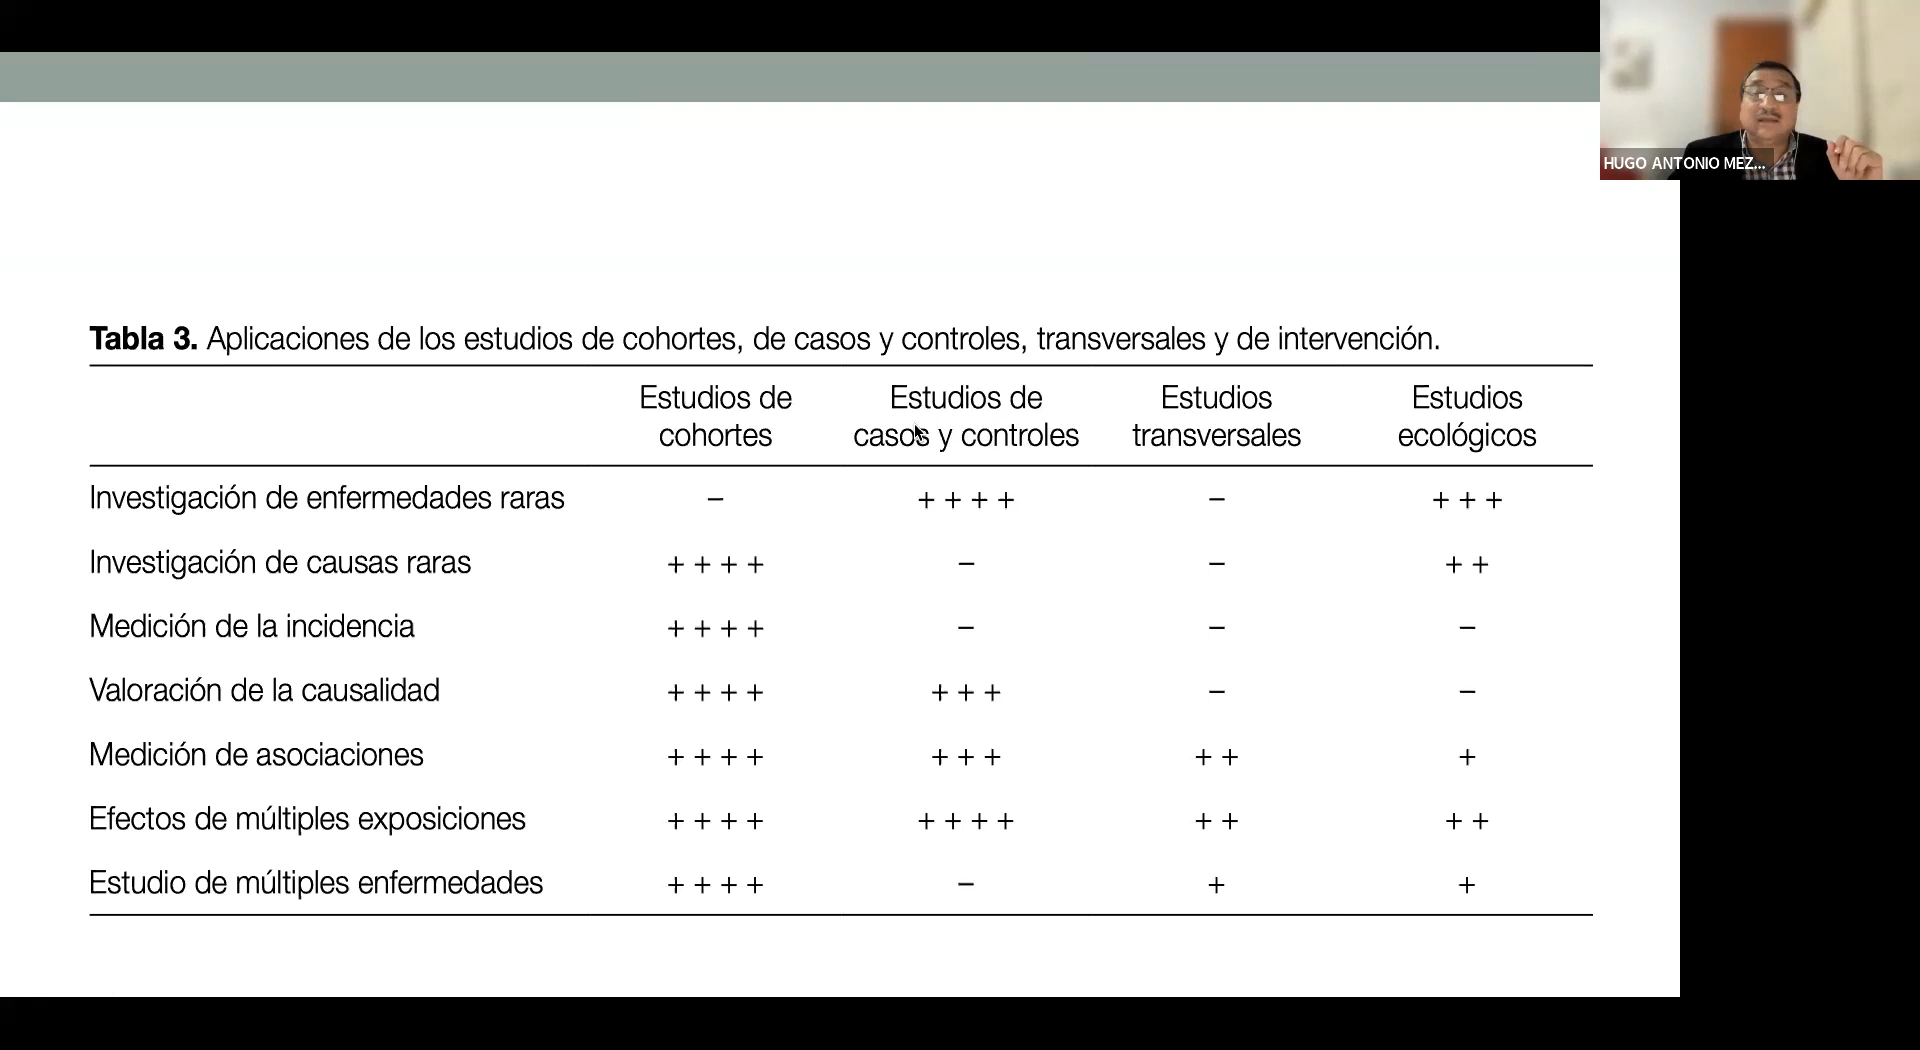 HUGO ANTONIO MEZ...
Tabla 3. Aplicaciones de los estudios de cohortes, de casos y controles, transversales y de intervención.
Estudios de cohortes Estudios de casos y controles Estudios transversales Estudios ecológicos
Investigación de enfermedades raras – + + + + – + + +
Investigación de causas raras + + + + – – + +
Medición de la incidencia + + + + – – –
Valoración de la causalidad + + + + + + + – –
Medición de asociaciones + + + + + + + + + +
Efectos de múltiples exposiciones + + + + + + + + + + + +
Estudio de múltiples enfermedades + + + + – + +